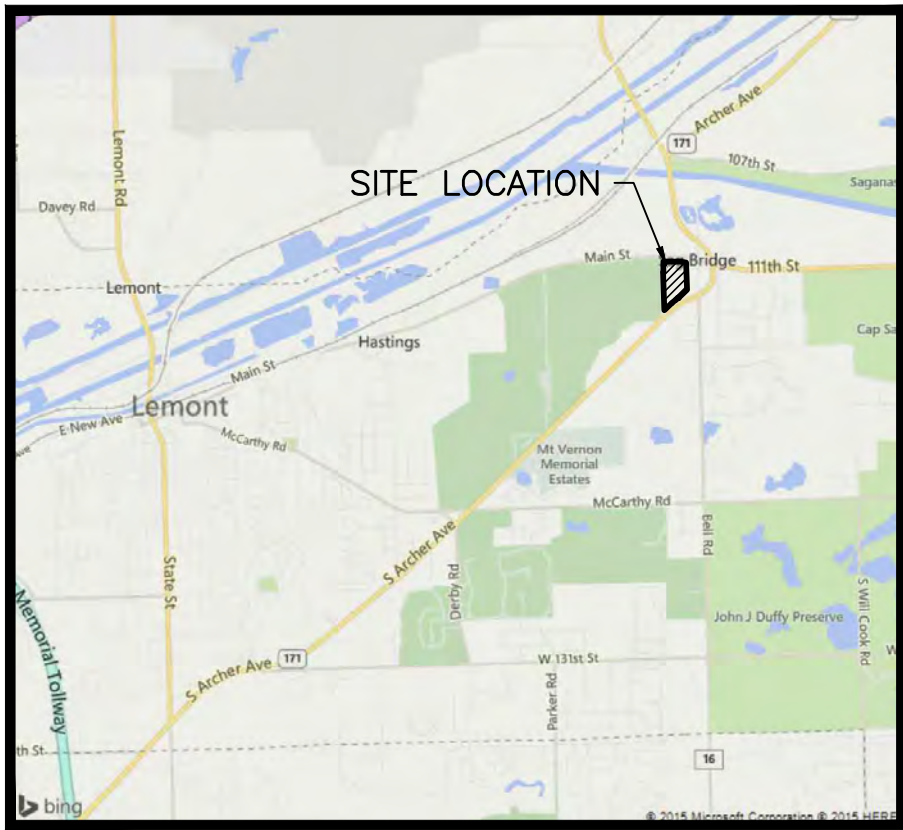 171
Archer Ave
107th St
Saganas
SITE LOCATION
Lemont Rd
Davey Rd
Main St
Bridge
111th St
Lemont
Hastings
Cap Sa
Main St
Lemont
E New Ave
Ave
McCarthy Rd
Mt Vernon
Memorial
Estates
McCarthy Rd
Bell Rd
S Archer Ave
State St
Derby Rd
John J Duffy Preserve
S Will Cook Rd
Memorial Tollway
S Archer Ave
171
W 131st St
W
Parker Rd
th St
16
bing
© 2015 Microsoft Corporation © 2015 HERE